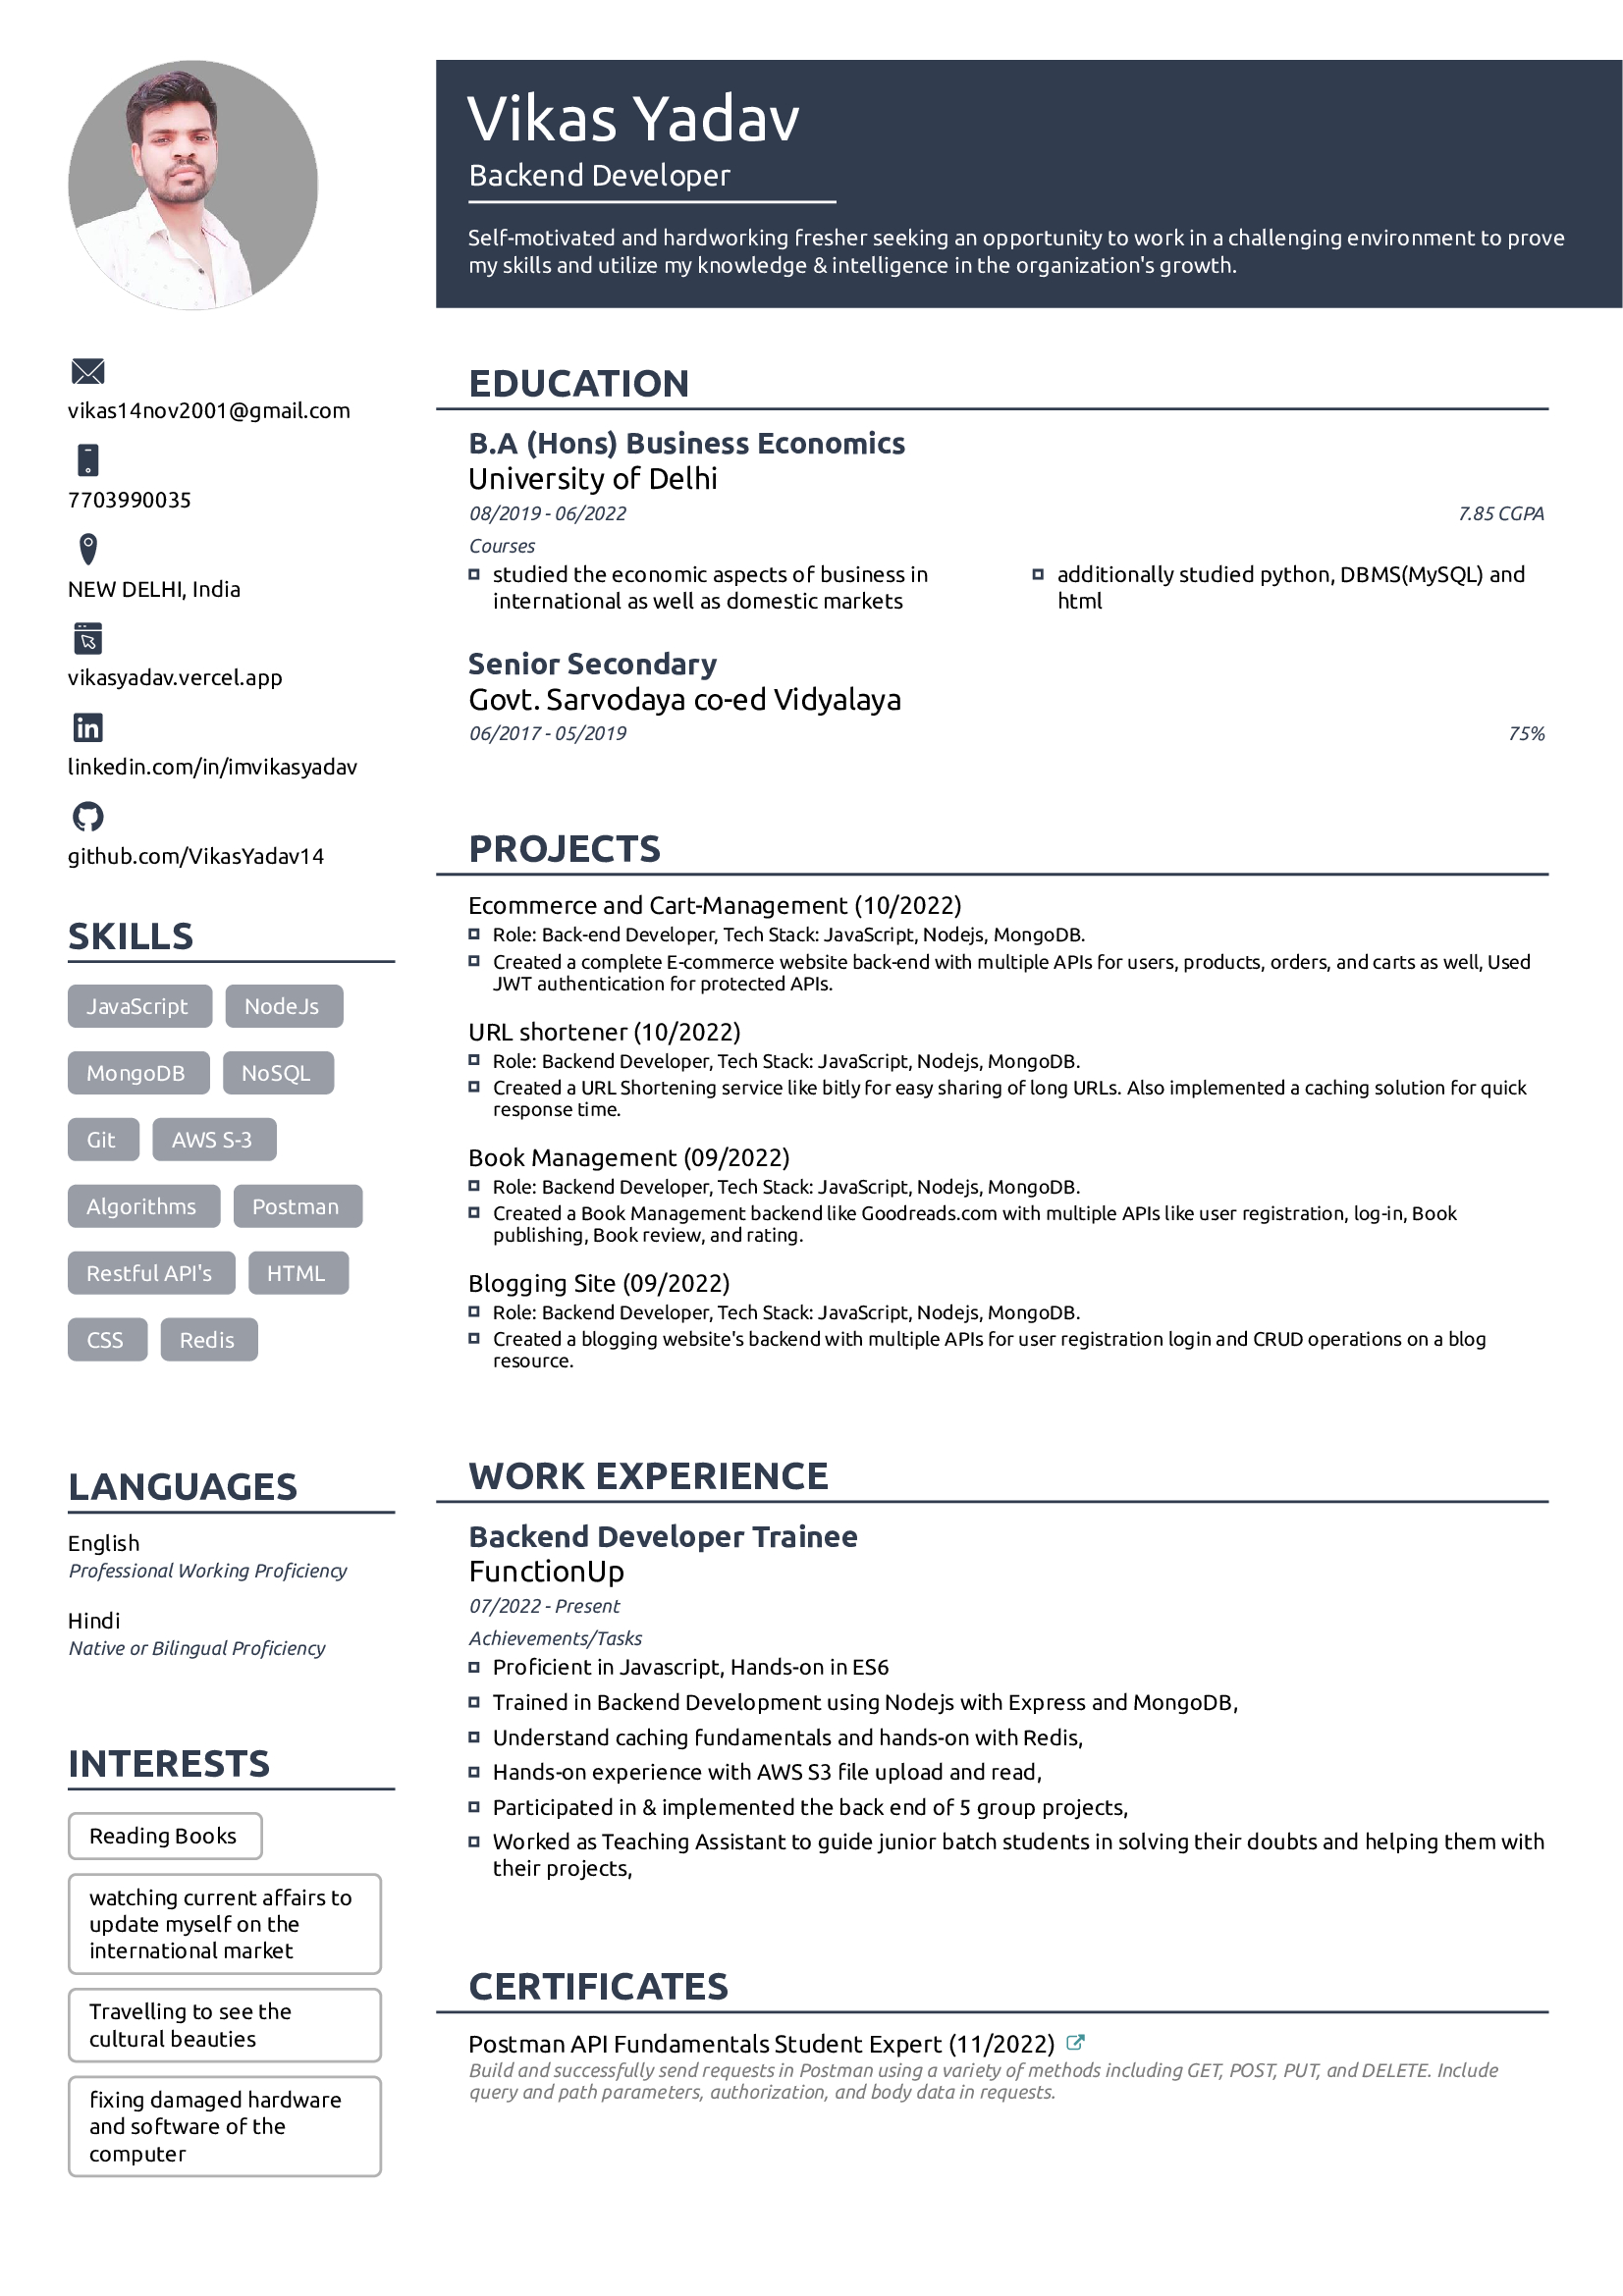 Vikas Yadav
Backend Developer
Self-motivated and hardworking fresher seeking an opportunity to work in a challenging environment to prove
my skills and utilize my knowledge & intelligence in the organization's growth.
vikas14nov2001@gmail.com
7703990035
NEW DELHI, India
vikasyadav.vercel.app
linkedin.com/in/imvikasyadav
github.com/VikasYadav14
SKILLS
JavaScript
NodeJs
MongoDB
NoSQL
Git
AWS S-3
Algorithms
Postman
Restful API's
HTML
CSS
Redis
LANGUAGES
English
Professional Working Proficiency
Hindi
Native or Bilingual Proficiency
INTERESTS
Reading Books
watching current affairs to
update myself on the
international market
Travelling to see the
cultural beauties
fixing damaged hardware
and software of the
computer
EDUCATION
B.A (Hons) Business Economics
University of Delhi
08/2019 - 06/2022
7.85 CGPA
Courses
studied the economic aspects of business in
international as well as domestic markets
additionally studied python, DBMS(MySQL) and
html
Senior Secondary
Govt. Sarvodaya co-ed Vidyalaya
06/2017 - 05/2019
75%
PROJECTS
Ecommerce and Cart-Management (10/2022)
Role: Back-end Developer, Tech Stack: JavaScript, Nodejs, MongoDB.
Created a complete E-commerce website back-end with multiple APIs for users, products, orders, and carts as well, Used
JWT authentication for protected APIs.
URL shortener (10/2022)
Role: Backend Developer, Tech Stack: JavaScript, Nodejs, MongoDB.
Created a URL Shortening service like bitly for easy sharing of long URLs. Also implemented a caching solution for quick
response time.
Book Management (09/2022)
Role: Backend Developer, Tech Stack: JavaScript, Nodejs, MongoDB.
Created a Book Management backend like Goodreads.com with multiple APIs like user registration, log-in, Book
publishing, Book review, and rating.
Blogging Site (09/2022)
Role: Backend Developer, Tech Stack: JavaScript, Nodejs, MongoDB.
Created a blogging website's backend with multiple APIs for user registration login and CRUD operations on a blog
resource.
WORK EXPERIENCE
Backend Developer Trainee
FunctionUp
07/2022 - Present
Achievements/Tasks
Proficient in Javascript, Hands-on in ES6
Trained in Backend Development using Nodejs with Express and MongoDB,
Understand caching fundamentals and hands-on with Redis,
Hands-on experience with AWS S3 file upload and read,
Participated in & implemented the back end of 5 group projects,
Worked as Teaching Assistant to guide junior batch students in solving their doubts and helping them with
their projects,
CERTIFICATES
Postman API Fundamentals Student Expert (11/2022)
Build and successfully send requests in Postman using a variety of methods including GET, POST, PUT, and DELETE. Include
query and path parameters, authorization, and body data in requests.